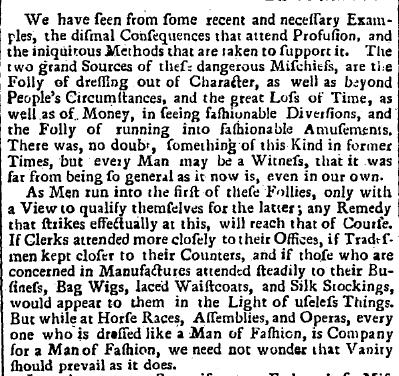 We have ſeen from ſome recent and neceſſary Exam-
ples, the diſmal Conſequences that attend Profuſion, and
the iniquitous Methods that are taken to ſupport it. The
two grand Sources of theſe dangerous Miſchiefs, are the
Folly of dreſſing out of Character, as well as beyond
People's Circumſtances, and the great Loſs of Time, as
well as of Money, in ſeeing faſhionable Diverſions, and
the Folly of running into faſhionable Amuſements.
There was, no doubt, ſomething of this Kind in former
Times, but every Man may be a Witneſs, that it was
far from being ſo general as it now is, even in our own.
As Men run into the firſt of theſe Follies, only with
a View to qualify themſelves for the latter; any Remedy
that ſtrikes effectually at this, will reach that of Courſe.
If Clerks attended more cloſely to their Offices, if Tradeſ-
men kept cloſer to their Counters, and if thoſe who are
concerned in Manufactures attended ſteadily to their Bu-
ſineſs, Bag Wigs, laced Waiſtcoats, and Silk Stockings,
would appear to them in the Light of uſeleſs Things.
But while at Horſe Races, Aſſemblies, and Operas, every
one who is dreſſed like a Man of Faſhion, is Company
for a Man of Faſhion, we need not wonder that Vanity
ſhould prevail as it does.